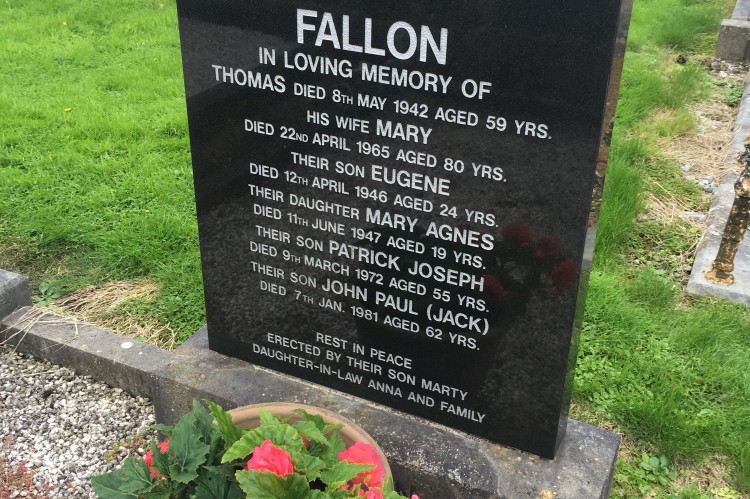 FALLON
IN LOVING MEMORY OF
THOMAS DIED 8TH MAY 1942 AGED 59 YRS.
HIS WIFE MARY
DIED 22ND APRIL 1965 AGED 80 YRS.
THEIR SON EUGENE
DIED 12TH APRIL 1946 AGED 24 YRS.
THEIR DAUGHTER MARY AGNES
DIED 11TH JUNE 1947 AGED 19 YRS.
THEIR SON PATRICK JOSEPH
DIED 9TH MARCH 1972 AGED 55 YRS.
THEIR SON JOHN PAUL (JACK)
DIED 7TH JAN. 1981 AGED 62 YRS.
REST IN PEACE
ERECTED BY THEIR SON MARTY
DAUGHTER-IN-LAW ANNA AND FAMILY